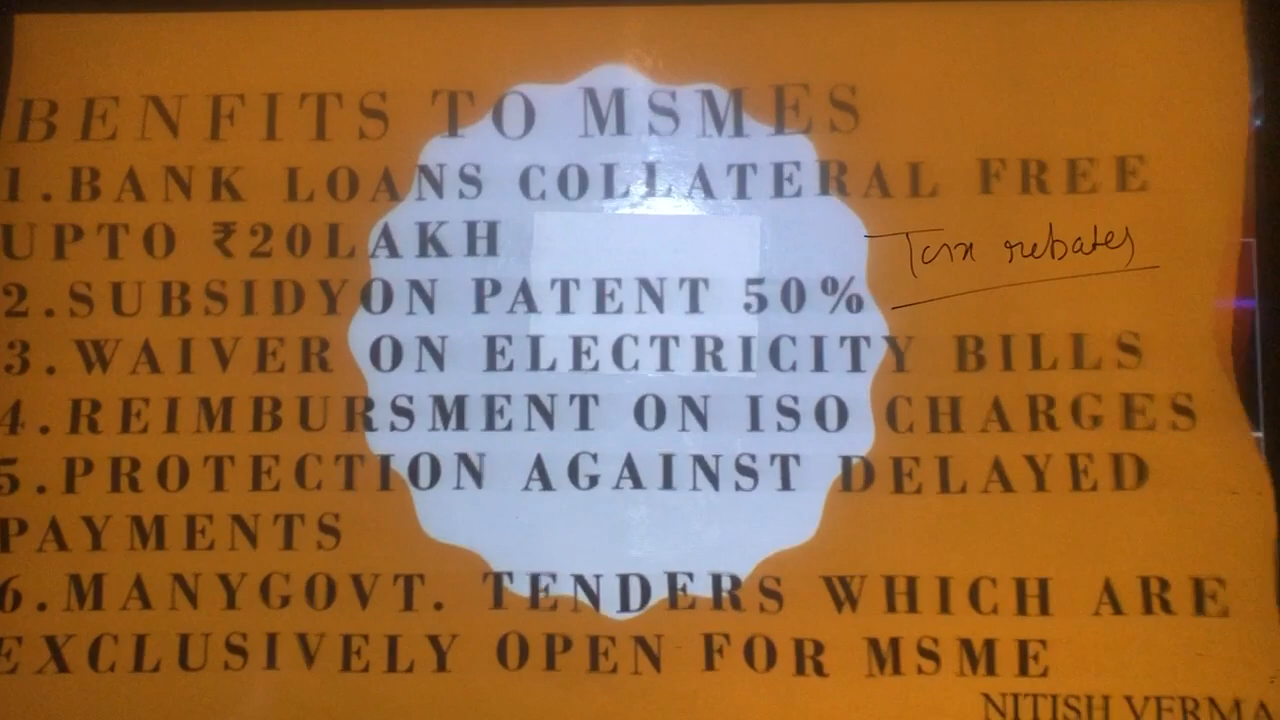 BENFITS TO MSMES
1.BANK LOANS COLLATERAL FREE
UPTO ₹20LAKH
Tax rebates
2.SUBSIDYON PATENT 50%
3. WAIVER ON ELECTRICITY BILLS
4.REIMBURSMENT ON ISO CHARGES
5.PROTECTION AGAINST DELAYED
PAYMENTS
6.MANYGOVT. TENDERS WHICH ARE
EXCLUSIVELY OPEN FOR MSME
NITISH VERMA